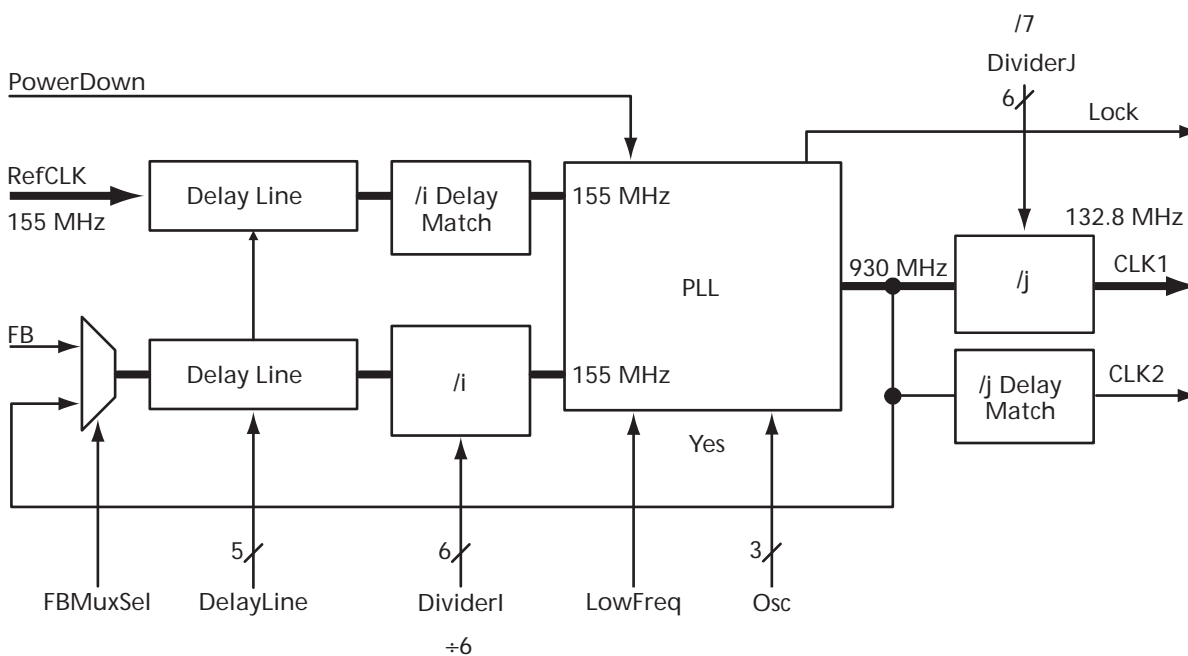 /7
DividerJ
6
PowerDown
Lock
RefCLK
155 MHz
Delay Line
/i Delay
Match
155 MHz
132.8 MHz
930 MHz
CLK1
PLL
/j
FB
Delay Line
/i
155 MHz
/j Delay
Match
CLK2
Yes
5
6
3
FBMuxSel
DelayLine
DividerI
LowFreq
Osc
÷6